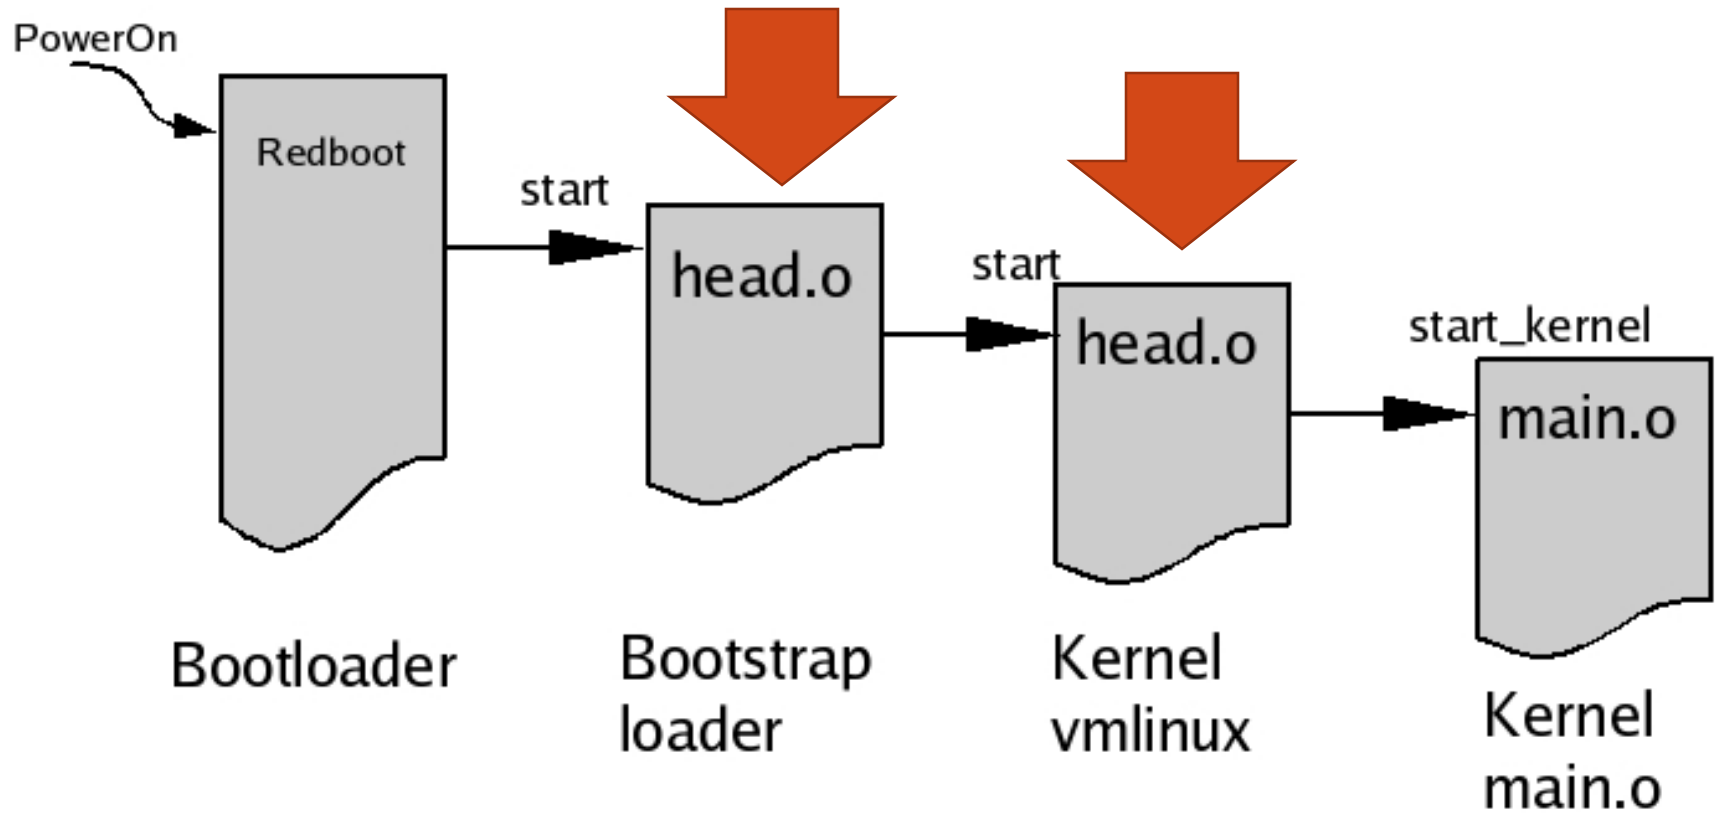 PowerOn
Redboot
start
head.o
start
head.o
start_kernel
main.o
Bootloader
Bootstrap
loader
Kernel
vmlinux
Kernel
main.o